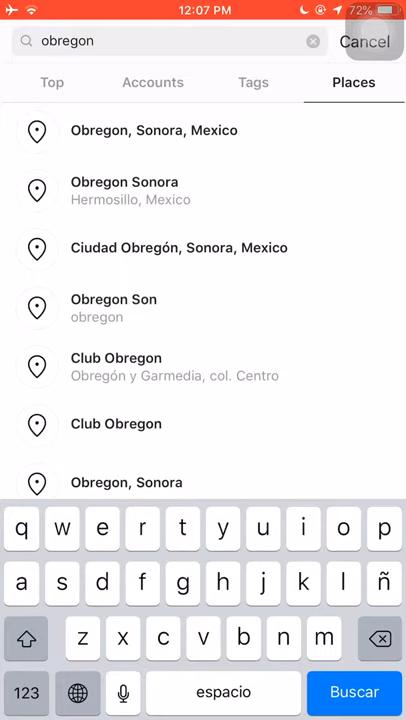 12:07 PM 72%
obregon Cancel
Top Accounts Tags Places
Obregon, Sonora, Mexico
Obregon Sonora
Hermosillo, Mexico
Ciudad Obregón, Sonora, Mexico
Obregon Son
obregon
Club Obregon
Obregón y Garmedia, col. Centro
Club Obregon
Obregon, Sonora
q w e r t y u i o p
a s d f g h j k l ñ
z x c v b n m
123 espacio Buscar